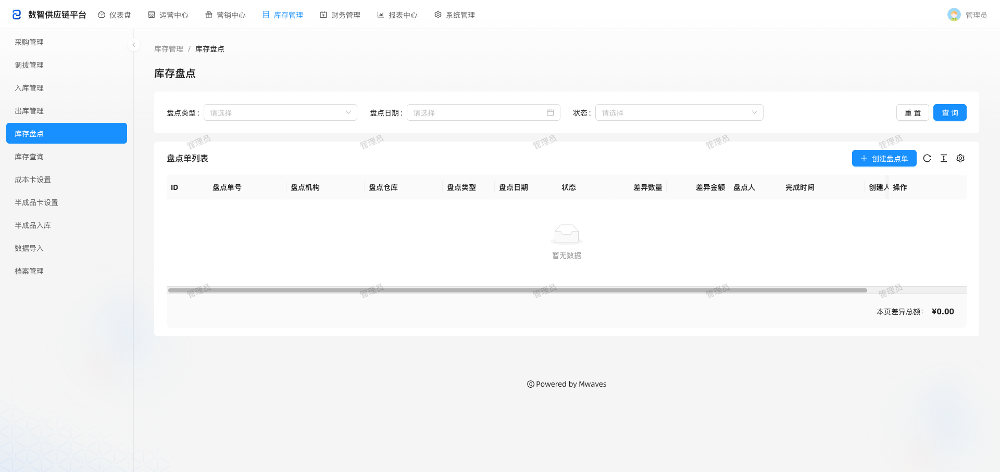 数智供应链平台 仪表盘 运营中心 营销中心 库存管理 财务管理 报表中心 系统管理 管理员
采购管理
调拨管理
入库管理
出库管理
库存盘点
库存查询
成本卡设置
半成品卡设置
半成品入库
数据导入
档案管理
库存管理 / 库存盘点
库存盘点
盘点类型: 请选择 盘点日期: 请选择 状态: 请选择 重 置 查 询
管理员 管理员 管理员 管理员 管理员
盘点单列表 创建盘点单
ID 盘点单号 盘点机构 盘点仓库 盘点类型 盘点日期 状态 差异数量 差异金额 盘点人 完成时间 创建人 操作
暂无数据
管理员 管理员 管理员 管理员 管理员
本页差异总额: ¥0.00
© Powered by Mwaves